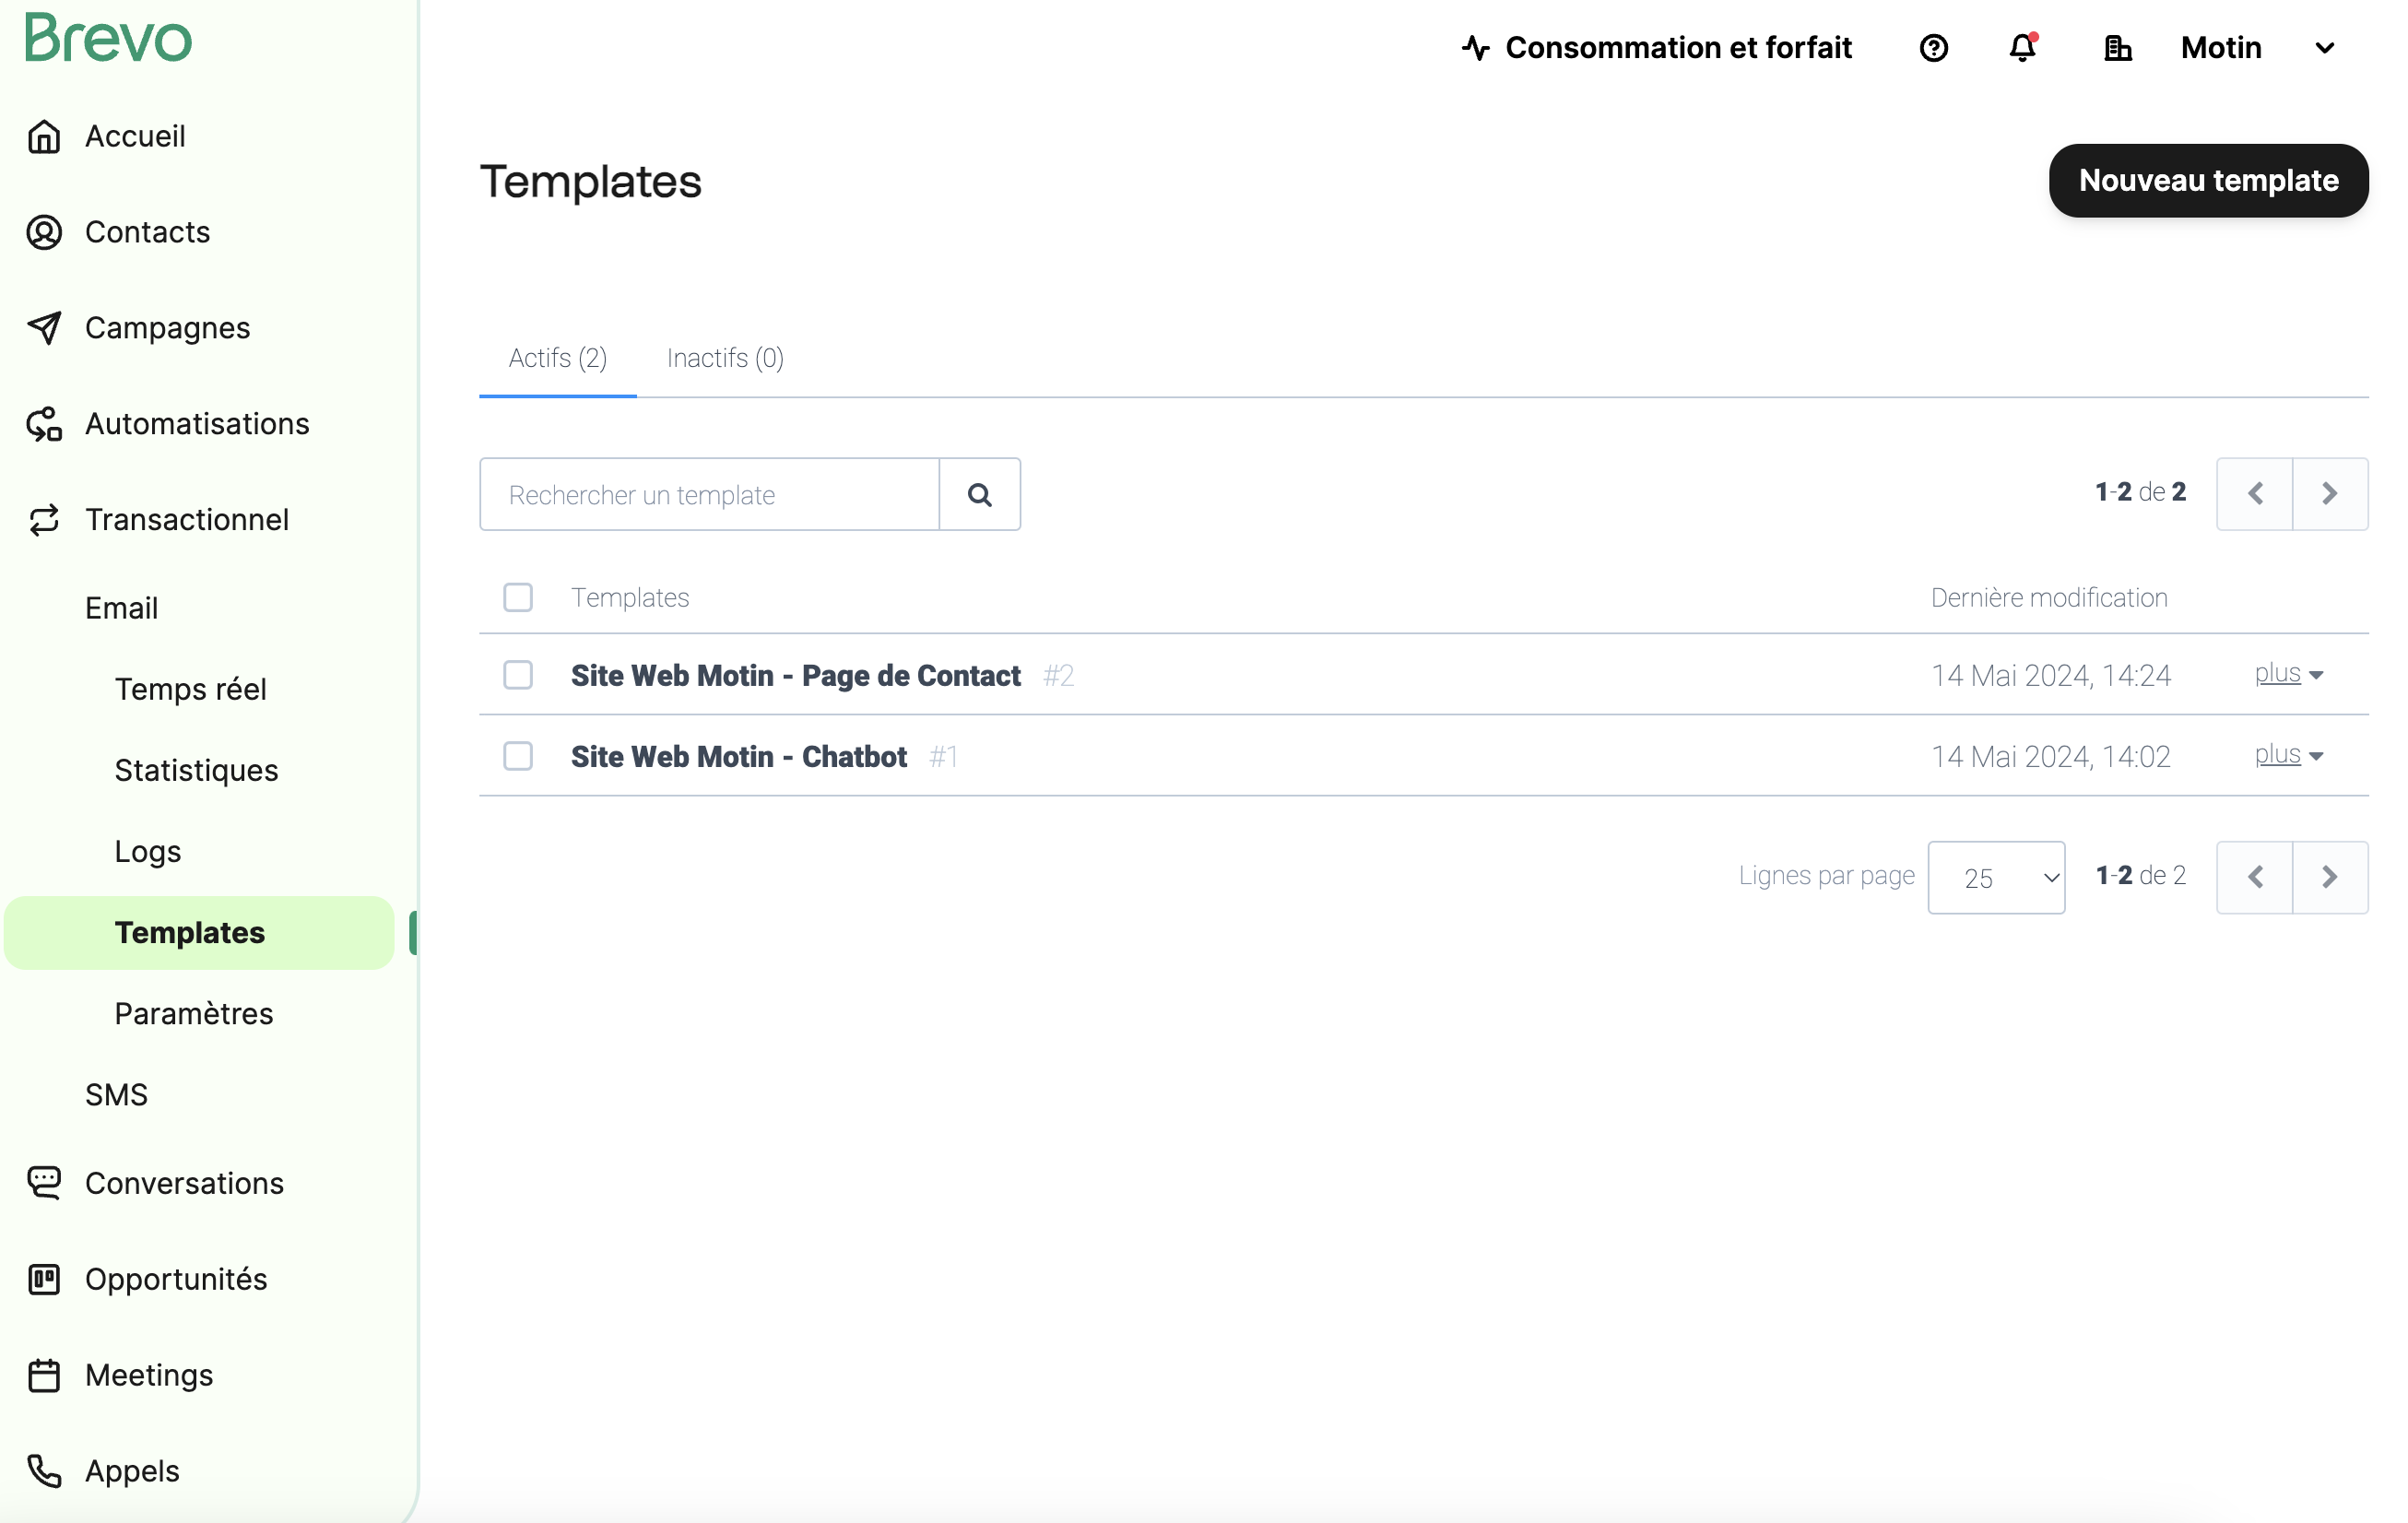 Brevo
Consommation et forfait
Motin
Accueil
Contacts
Campagnes
Automatisations
Transactionnel
Email
Temps réel
Statistiques
Logs
Templates
Paramètres
SMS
Conversations
Opportunités
Meetings
Appels
Templates
Nouveau template
Actifs (2) Inactifs (0)
Rechercher un template
1-2 de 2
Templates Dernière modification
Site Web Motin - Page de Contact #2 14 Mai 2024, 14:24 plus
Site Web Motin - Chatbot #1 14 Mai 2024, 14:02 plus
Lignes par page 25 1-2 de 2